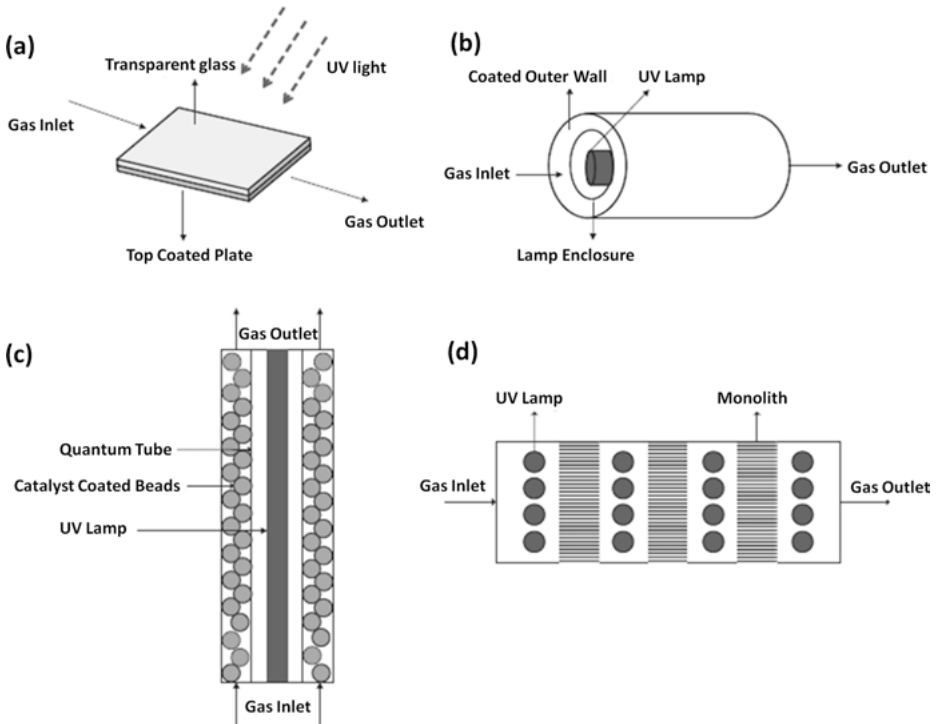 (a)
Transparent glass
UV light
Gas Inlet
Gas Outlet
Top Coated Plate
(b)
Coated Outer Wall
UV Lamp
Gas Inlet
Gas Outlet
Lamp Enclosure
(c)
Gas Outlet
Quantum Tube
Catalyst Coated Beads
UV Lamp
Gas Inlet
(d)
UV Lamp
Monolith
Gas Inlet
Gas Outlet